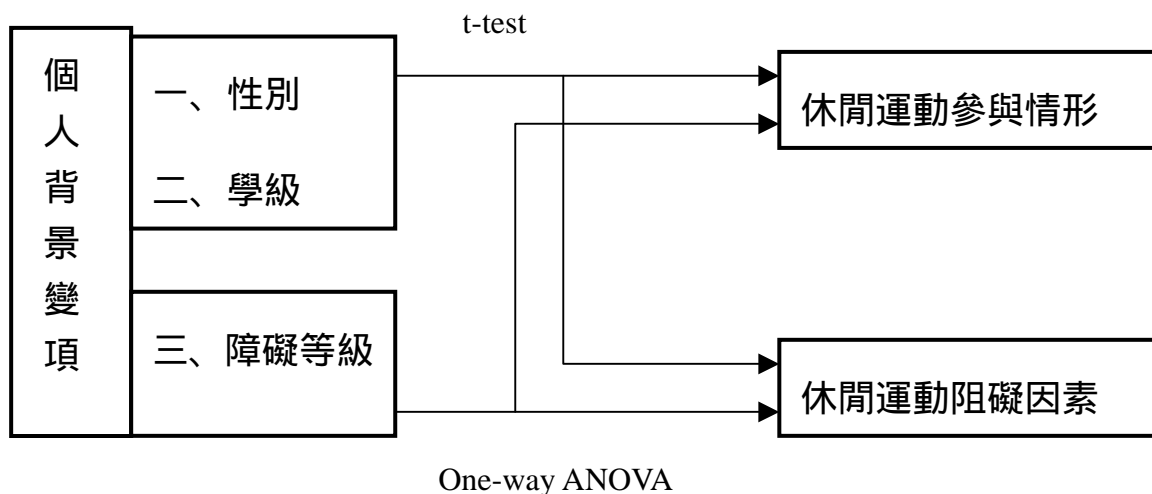 t-test
個人背景變項
一、性別
二、學級
三、障礙等級
休閒運動參與情形
休閒運動阻礙因素
One-way ANOVA